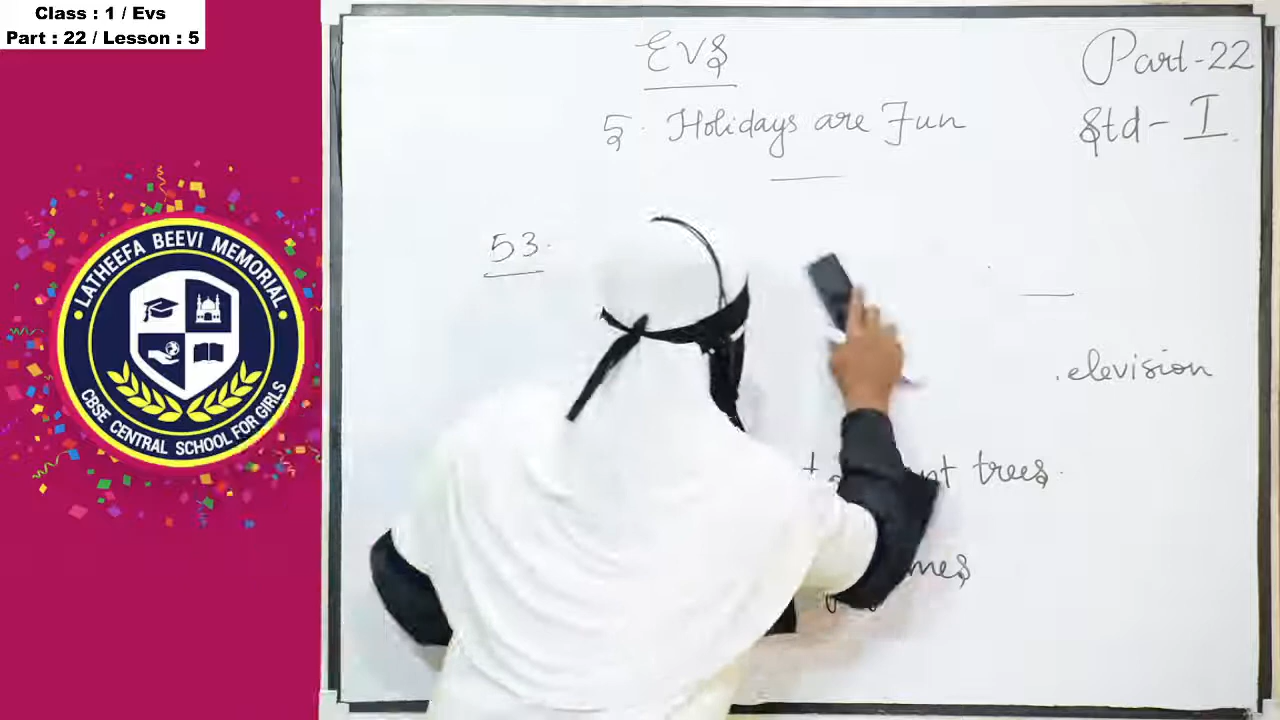 Class : 1 / Evs
Part : 22 / Lesson : 5
LATHEEFA BEEVI MEMORIAL
CBSE CENTRAL SCHOOL FOR GIRLS
EVS
Part-22
5. Holidays are Fun
Std - I
53.
elevision
trees.